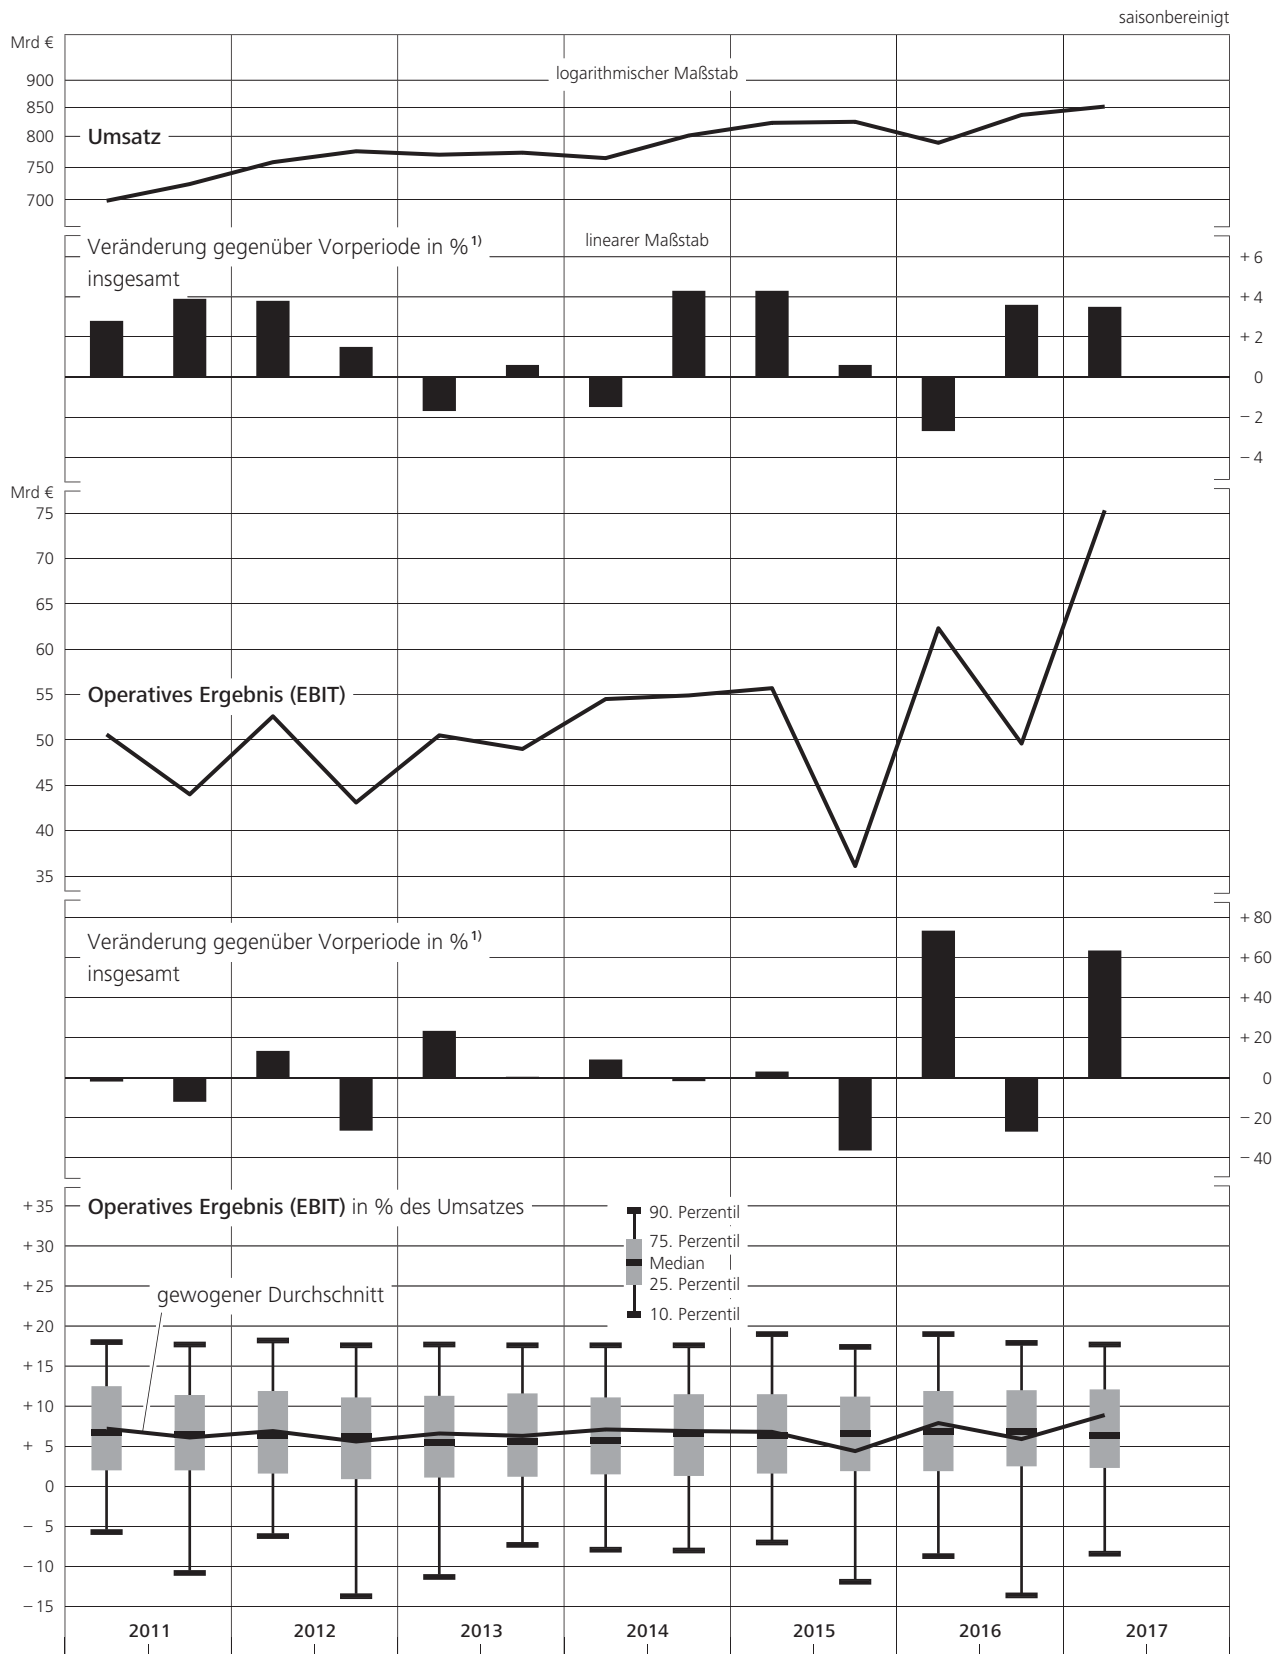 saisonbereinigt
Mrd €
logarithmischer Maßstab
900
850
800
750
700
Umsatz
Veränderung gegenüber Vorperiode in % 1)
insgesamt
linearer Maßstab
+ 6
+ 4
+ 2
0
− 2
− 4
Mrd €
75
70
65
60
55
50
45
40
35
Operatives Ergebnis (EBIT)
Veränderung gegenüber Vorperiode in % 1)
insgesamt
+ 80
+ 60
+ 40
+ 20
0
− 20
− 40
+ 35
+ 30
+ 25
+ 20
+ 15
+ 10
+ 5
0
− 5
− 10
− 15
Operatives Ergebnis (EBIT) in % des Umsatzes
90. Perzentil
75. Perzentil
Median
25. Perzentil
10. Perzentil
gewogener Durchschnitt
2011 2012 2013 2014 2015 2016 2017